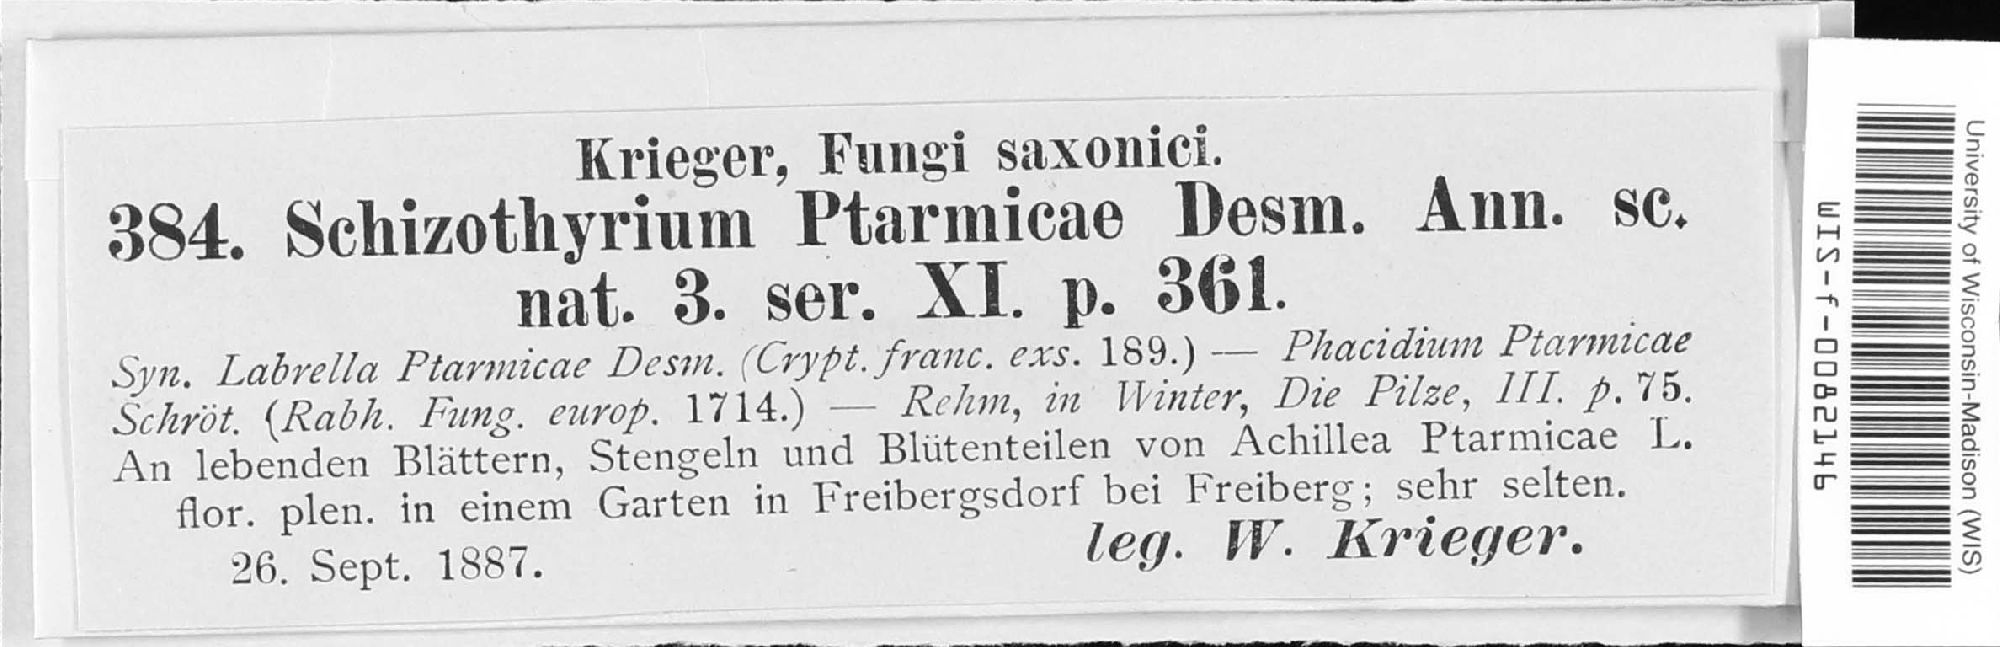 Krieger, Fungi saxonici.
384. Schizothyrium Ptarmicae Desm. Ann. sc.
nat. 3. ser. XI. p. 361.
Syn. Labrella Ptarmicae Desm. (Crypt. franc. exs. 189.) — Phacidium Ptarmicae
Schröt. (Rabh. Fung. europ. 1714.) — Rehm, in Winter, Die Pilze, III. p. 75.
An lebenden Blättern, Stengeln und Blütenteilen von Achillea Ptarmicae L.
flor. plen. in einem Garten in Freibergsdorf bei Freiberg; sehr selten.
26. Sept. 1887.
leg. W. Krieger.
WIS-f-0082146
University of Wisconsin-Madison (WIS)